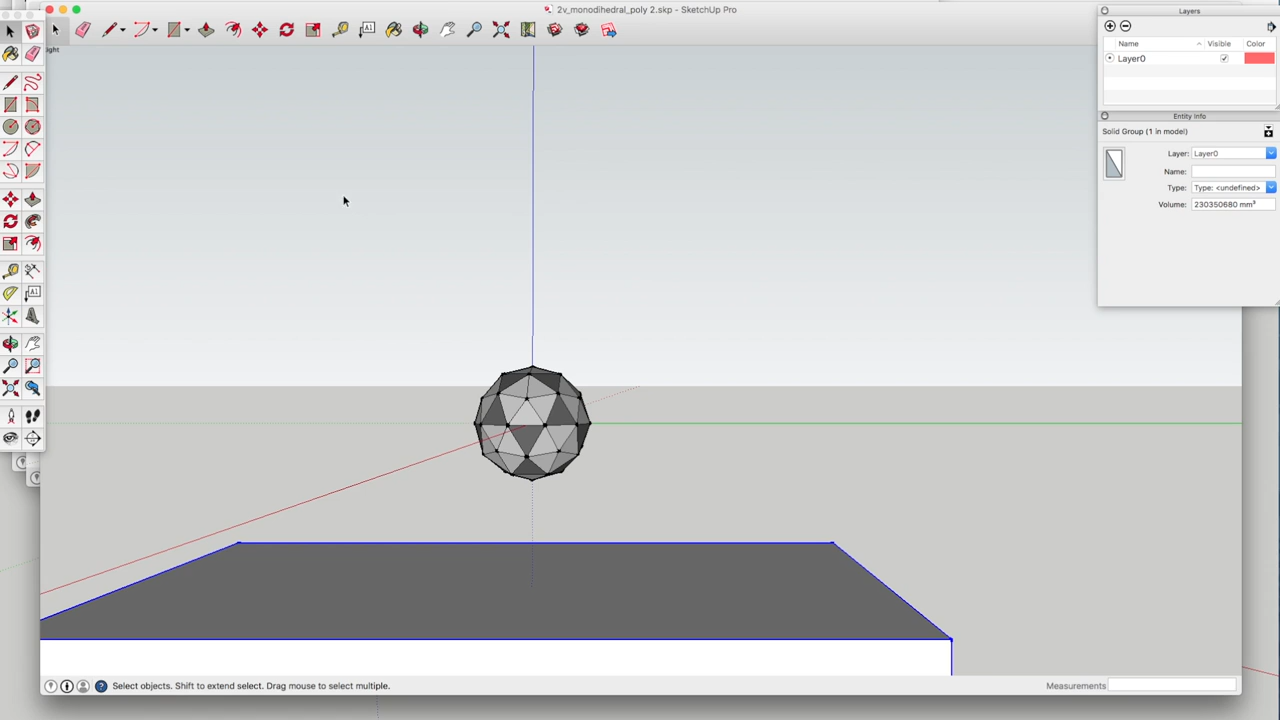 2v_monodihedral_poly 2.skp - SketchUp Pro
Layers
Name
Visible
Color
Layer0
Entity Info
Solid Group (1 in model)
Layer: Layer0
Name:
Type: Type: <undefined>
Volume: 230350680 mm³
ight
Select objects. Shift to extend select. Drag mouse to select multiple.
Measurements